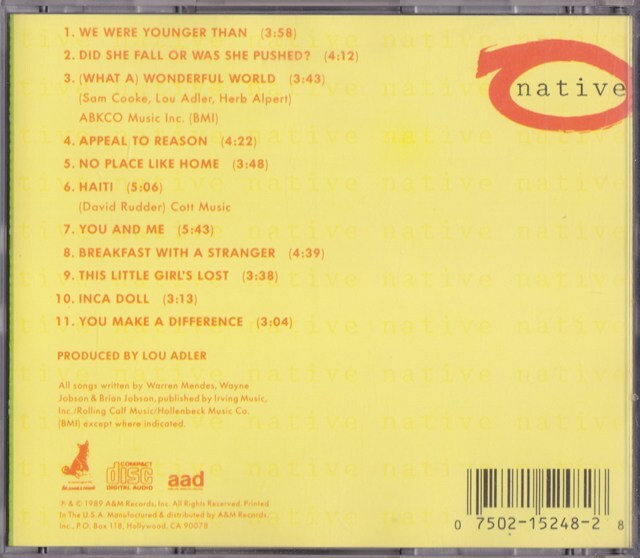 1. WE WERE YOUNGER THAN (3:58)
2. DID SHE FALL OR WAS SHE PUSHED? (4:12)
3. (WHAT A) WONDERFUL WORLD (3:43)
(Sam Cooke, Lou Adler, Herb Alpert)
ABKCO Music Inc. (BMI)
4. APPEAL TO REASON (4:22)
5. NO PLACE LIKE HOME (3:48)
6. HAITI (5:06)
(David Rudder) Cott Music
7. YOU AND ME (5:43)
8. BREAKFAST WITH A STRANGER (4:39)
9. THIS LITTLE GIRL'S LOST (3:38)
10. INCA DOLL (3:13)
11. YOU MAKE A DIFFERENCE (3:04)
native
PRODUCED BY LOU ADLER
All songs written by Warren Mendes, Wayne
Jobson & Brian Jobson, published by Irving Music,
Inc./Rolling Calf Music/Hollenbeck Music Co.
(BMI) except where indicated.
COMPACT
disc
DIGITAL AUDIO
aad
℗ & © 1989 A&M Records, Inc. All Rights Reserved. Printed
In The U.S.A. Manufactured & distributed by A&M Records,
Inc., P.O. Box 118, Hollywood, CA 90078
0 7502-15248-2 8